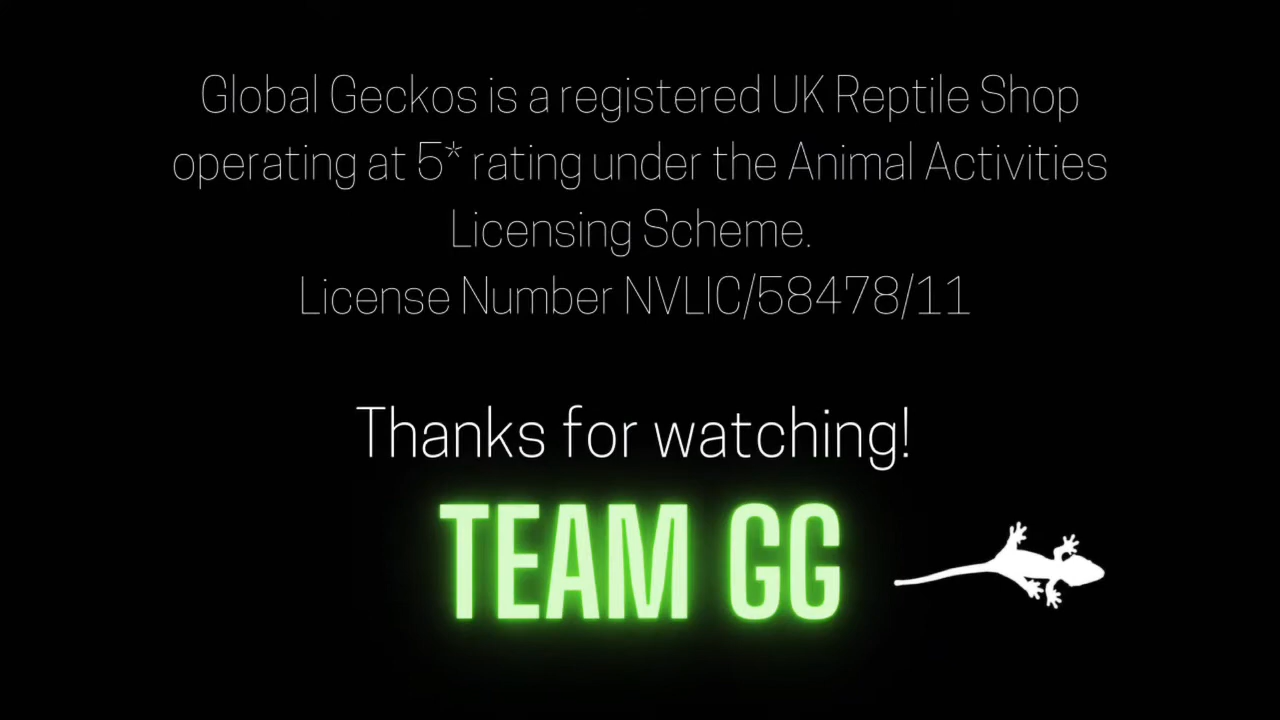 Global Geckos is a registered UK Reptile Shop
operating at 5* rating under the Animal Activities
Licensing Scheme.
License Number NVLIC/58478/11
Thanks for watching!
TEAM GG